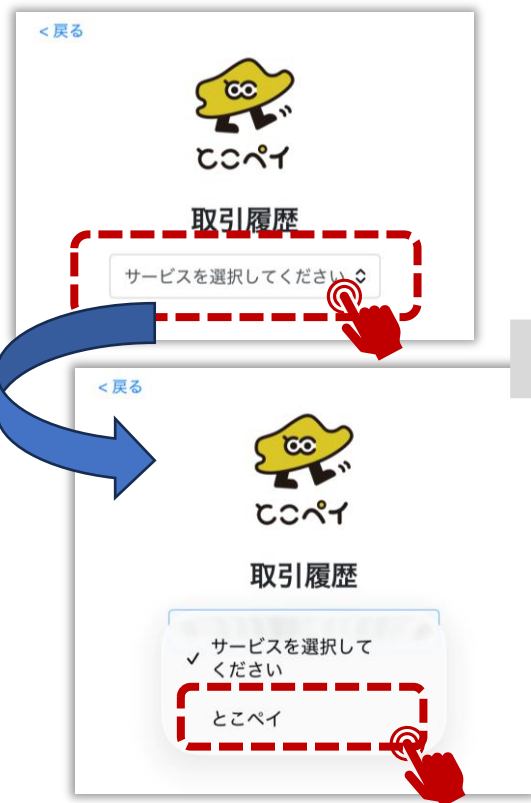 <戻る
とこペイ
取引履歴
サービスを選択してください
<戻る
とこペイ
取引履歴
サービスを選択して
ください
とこペイ